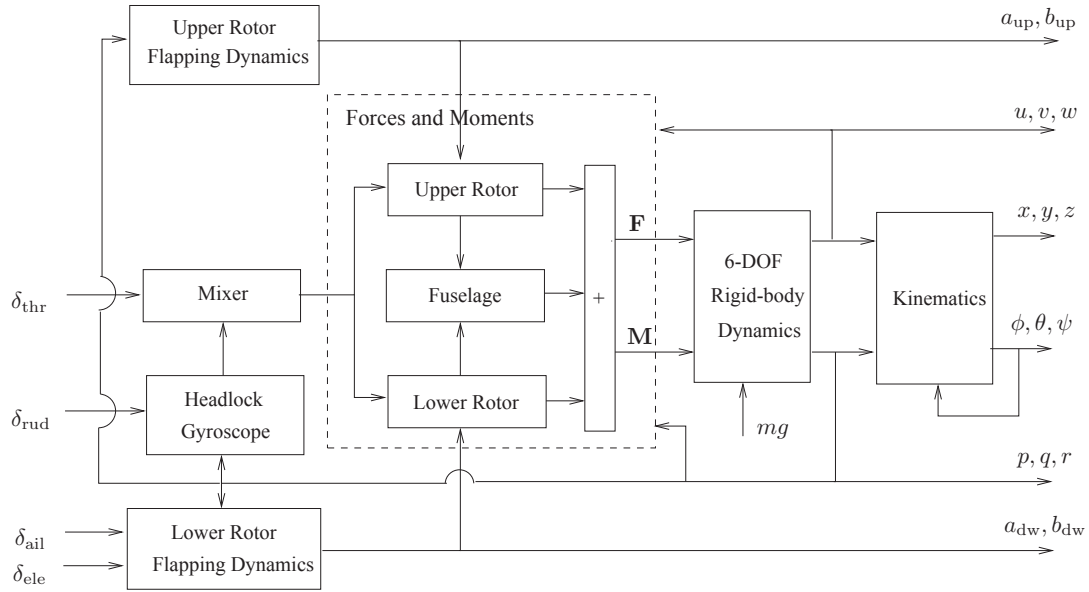 Upper Rotor
Flapping Dynamics
a_up, b_up
Forces and Moments
u, v, w
Upper Rotor
x, y, z
F
6-DOF
Rigid-body
Dynamics
Kinematics
δ_thr
Mixer
Fuselage
+
M
ϕ, θ, ψ
δ_rud
Headlock
Gyroscope
Lower Rotor
mg
p, q, r
δ_ail
δ_ele
Lower Rotor
Flapping Dynamics
a_dw, b_dw